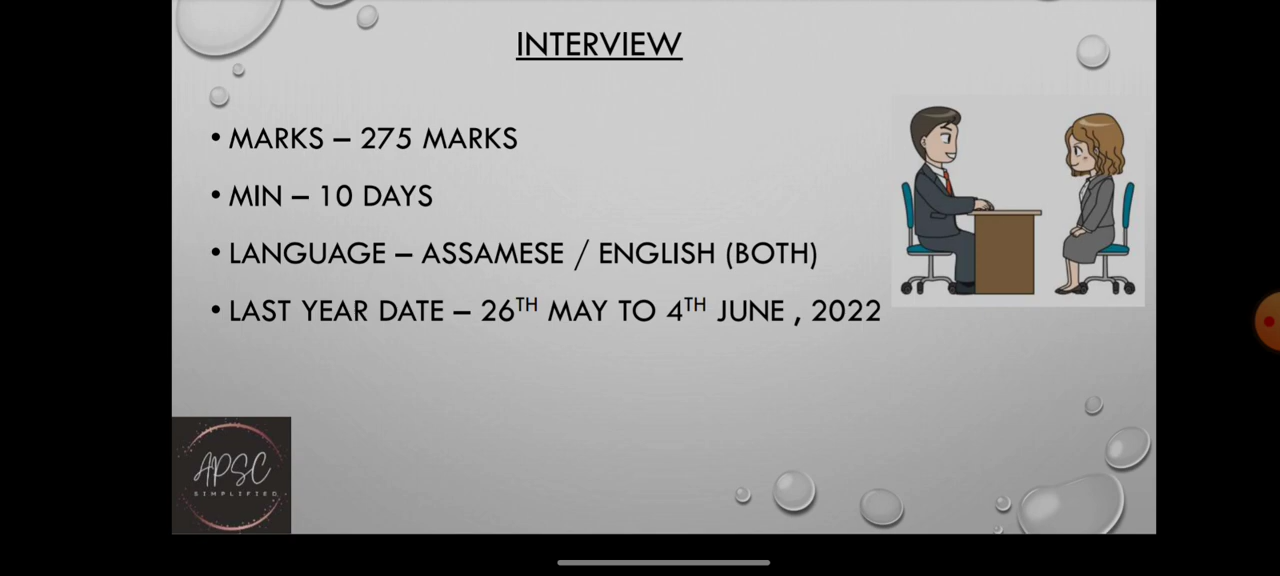 INTERVIEW
• MARKS – 275 MARKS
• MIN – 10 DAYS
• LANGUAGE – ASSAMESE / ENGLISH (BOTH)
• LAST YEAR DATE – 26TH MAY TO 4TH JUNE , 2022
APSC
SIMPLIFIED